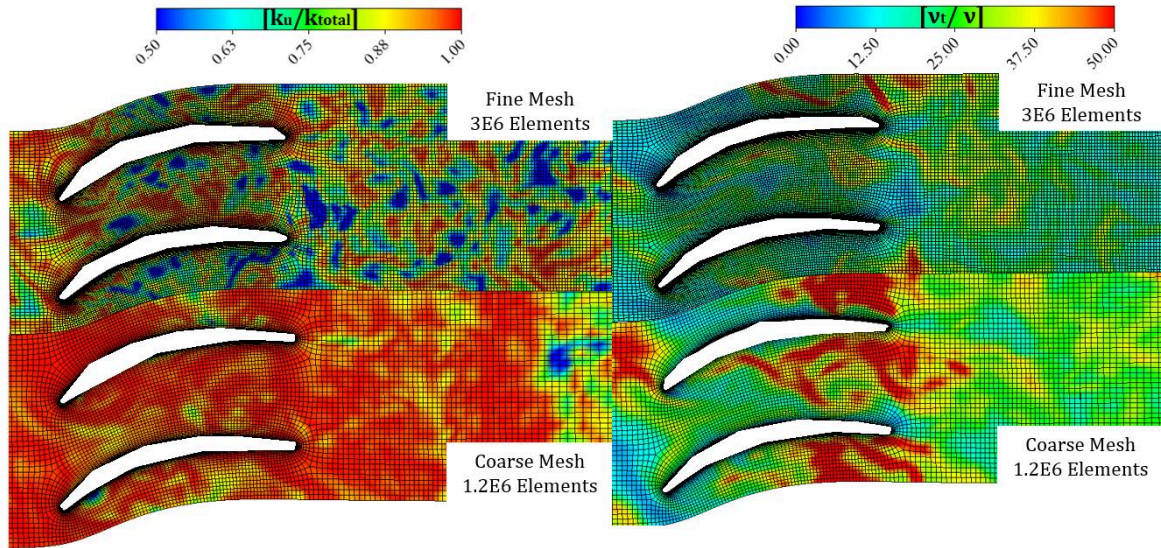 [kᵤ/k_total]
0.50 0.63 0.75 0.88 1.00
[νₜ/ ν]
0.00 12.50 25.00 37.50 50.00
Fine Mesh
3E6 Elements
Fine Mesh
3E6 Elements
Coarse Mesh
1.2E6 Elements
Coarse Mesh
1.2E6 Elements